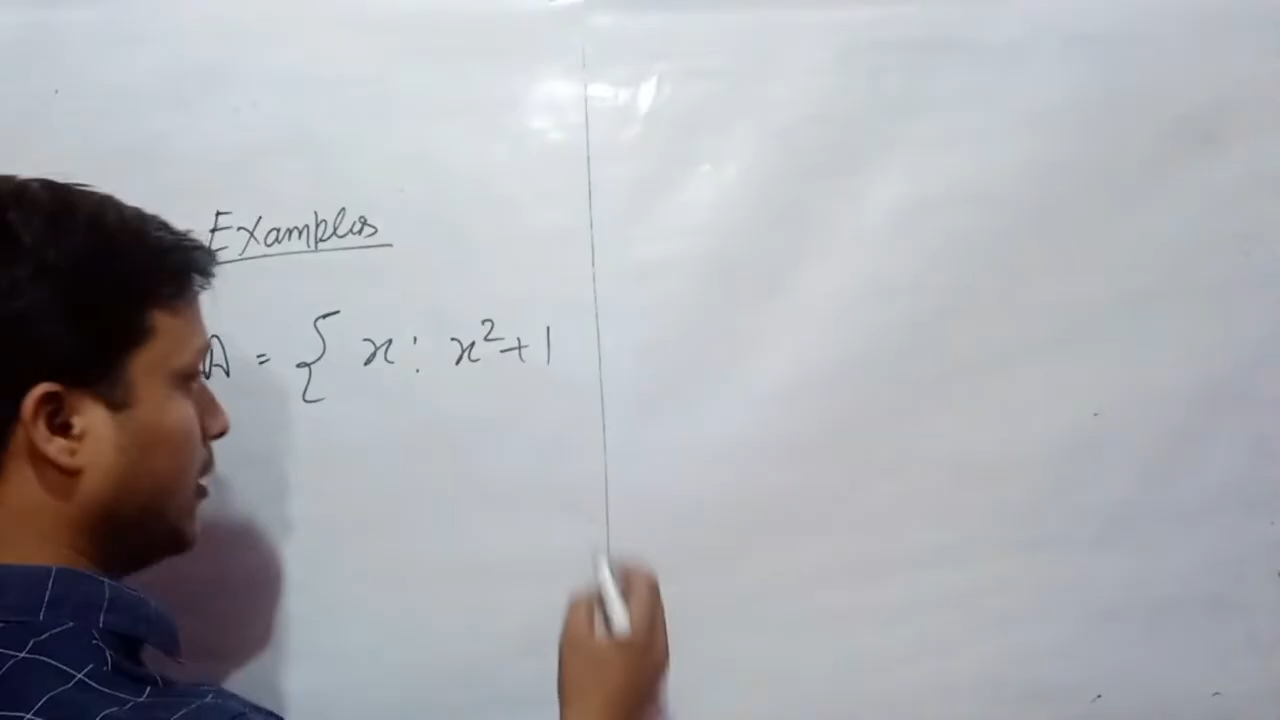 Examples
A = { x : x²+1